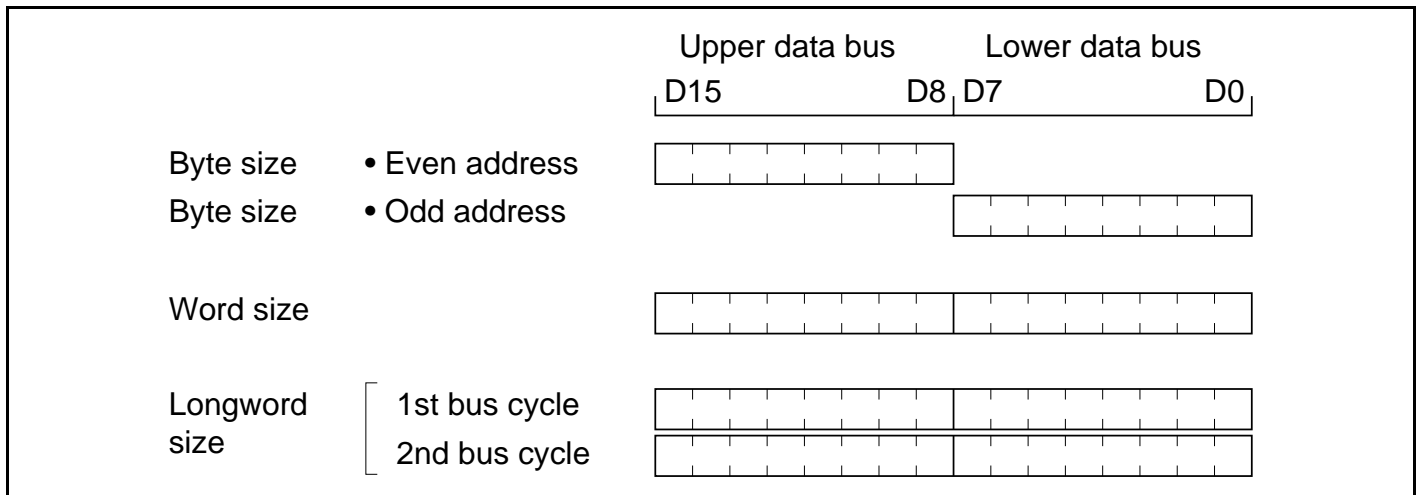 Upper data bus Lower data bus
D15 D8 D7 D0
Byte size • Even address
Byte size • Odd address
Word size
Longword size
1st bus cycle
2nd bus cycle